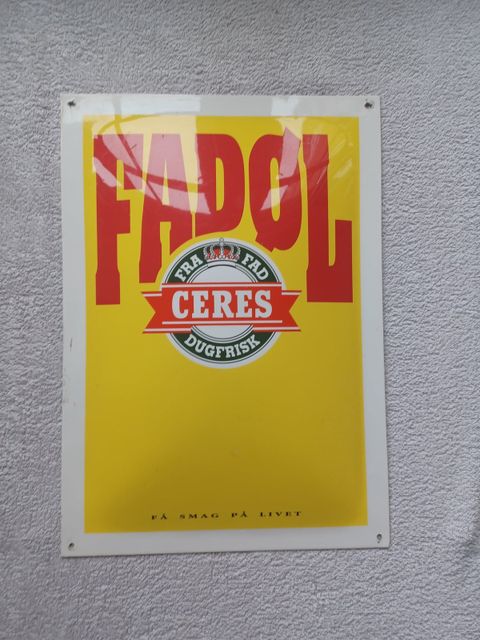 FADØL
FRA FAD
CERES
DUGFRISK
FÅ SMAG PÅ LIVET